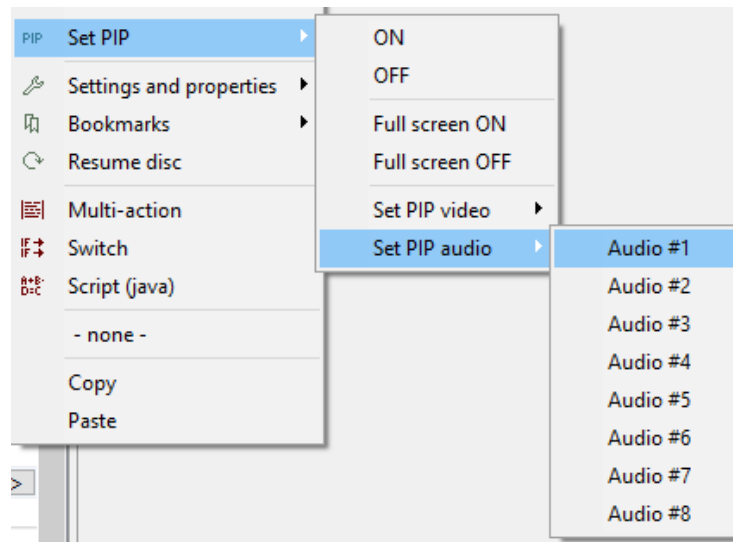 PIP Set PIP
Settings and properties
Bookmarks
Resume disc
Multi-action
IF IF Switch
A+B- D=C Script (java)
- none -
Copy
Paste
>
ON
OFF
Full screen ON
Full screen OFF
Set PIP video
Set PIP audio
Audio #1
Audio #2
Audio #3
Audio #4
Audio #5
Audio #6
Audio #7
Audio #8